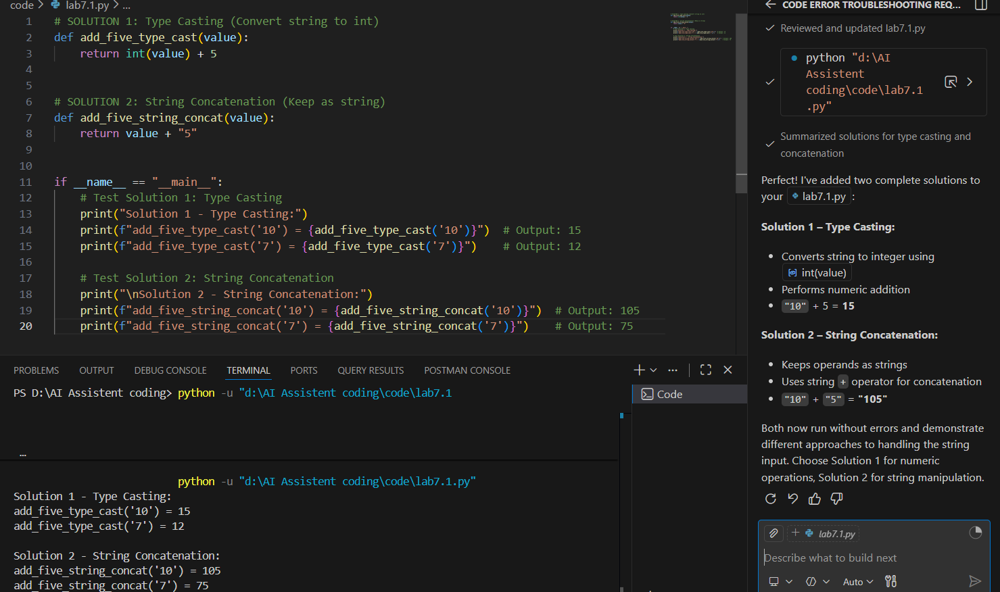 code > lab7.1.py > ...
1 # SOLUTION 1: Type Casting (Convert string to int)
2 def add_five_type_cast(value):
3     return int(value) + 5
4
5
6 # SOLUTION 2: String Concatenation (Keep as string)
7 def add_five_string_concat(value):
8     return value + "5"
9
10
11 if __name__ == "__main__":
12     # Test Solution 1: Type Casting
13     print("Solution 1 - Type Casting:")
14     print(f"add_five_type_cast('10') = {add_five_type_cast('10')}")  # Output: 15
15     print(f"add_five_type_cast('7') = {add_five_type_cast('7')}")    # Output: 12
16
17     # Test Solution 2: String Concatenation
18     print("\nSolution 2 - String Concatenation:")
19     print(f"add_five_string_concat('10') = {add_five_string_concat('10')}")  # Output: 105
20     print(f"add_five_string_concat('7') = {add_five_string_concat('7')}")    # Output: 75
PROBLEMS OUTPUT DEBUG CONSOLE TERMINAL PORTS QUERY RESULTS POSTMAN CONSOLE
PS D:\AI Assistent coding> python -u "d:\AI Assistent coding\code\lab7.1
...
python -u "d:\AI Assistent coding\code\lab7.1.py"
Solution 1 - Type Casting:
add_five_type_cast('10') = 15
add_five_type_cast('7') = 12
Solution 2 - String Concatenation:
add_five_string_concat('10') = 105
add_five_string_concat('7') = 75
Code
CODE ERROR TROUBLESHOOTING REQ...
Reviewed and updated lab7.1.py
python "d:\AI
Assistent
coding\code\lab7.1
.py"
Summarized solutions for type casting and
concatenation
Perfect! I've added two complete solutions to
your lab7.1.py :
Solution 1 – Type Casting:
• Converts string to integer using
int(value)
• Performs numeric addition
• "10" + 5 = 15
Solution 2 – String Concatenation:
• Keeps operands as strings
• Uses string + operator for concatenation
• "10" + "5" = "105"
Both now run without errors and demonstrate
different approaches to handling the string
input. Choose Solution 1 for numeric
operations, Solution 2 for string manipulation.
+ lab7.1.py
Describe what to build next
Auto